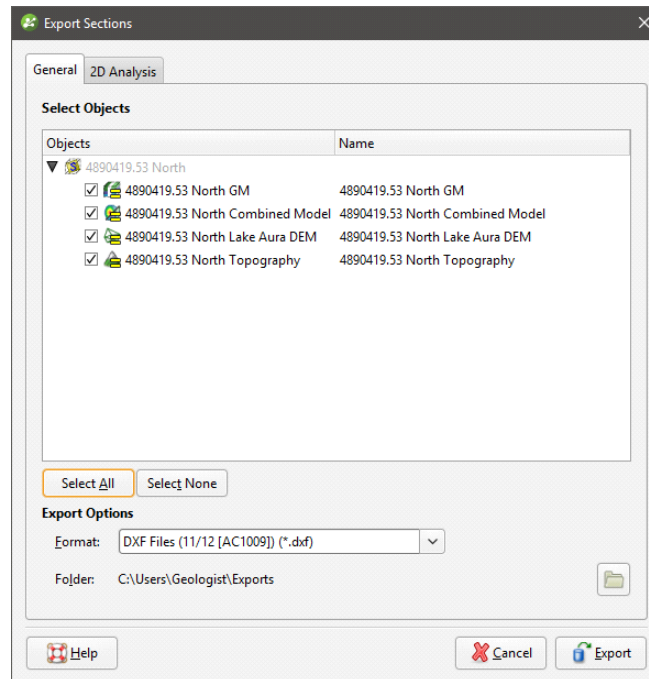 Export Sections
General 2D Analysis
Select Objects
Objects Name
4890419.53 North
4890419.53 North GM 4890419.53 North GM
4890419.53 North Combined Model 4890419.53 North Combined Model
4890419.53 North Lake Aura DEM 4890419.53 North Lake Aura DEM
4890419.53 North Topography 4890419.53 North Topography
Select All Select None
Export Options
Format: DXF Files (11/12 [AC1009]) (*.dxf)
Folder: C:\Users\Geologist\Exports
Help Cancel Export